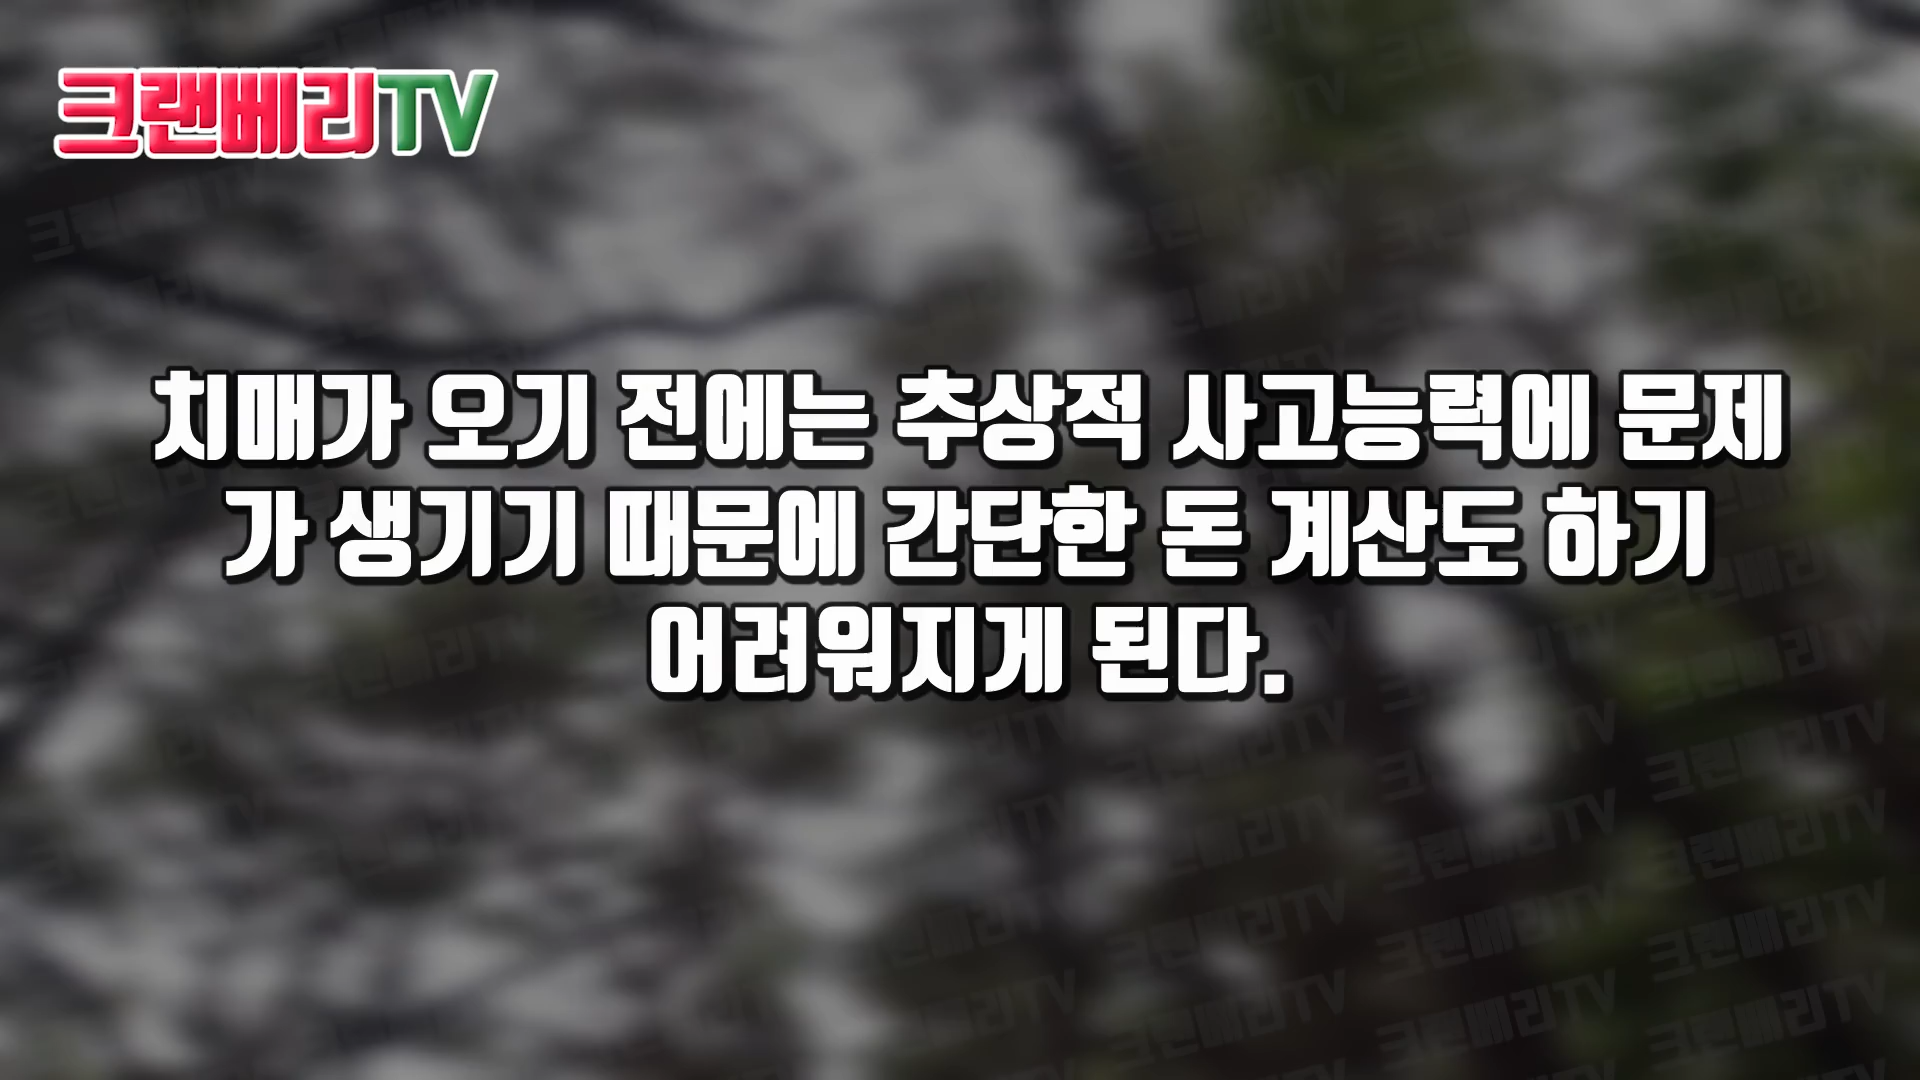 크랜베리TV
치매가 오기 전에는 추상적 사고능력에 문제
가 생기기 때문에 간단한 돈 계산도 하기
어려워지게 된다.